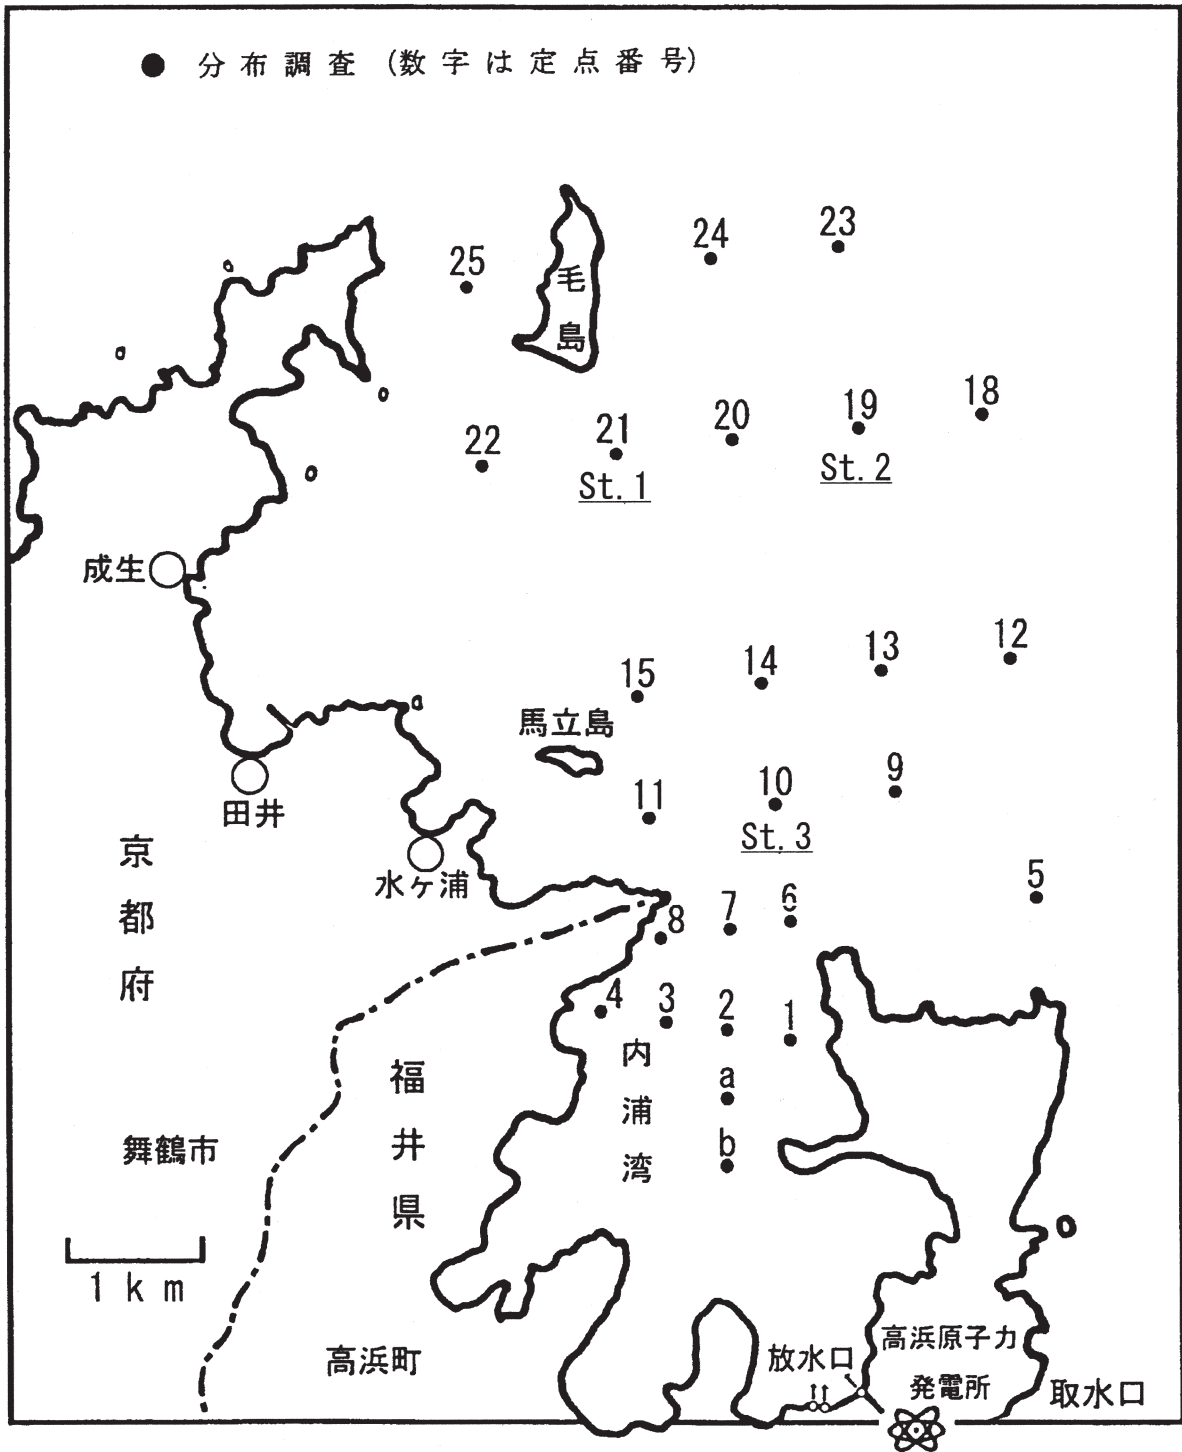 ● 分布調査 (数字は定点番号)
23
24
25
毛島
18
19
20
21
22
St. 2
St. 1
成生
12
13
14
15
馬立島
9
10
11
St. 3
田井
水ヶ浦
京都府
5
6
7
8
4
3
2
1
内浦湾
a
b
福井県
舞鶴市
1 km
高浜町
放水口
高浜原子力
発電所
取水口